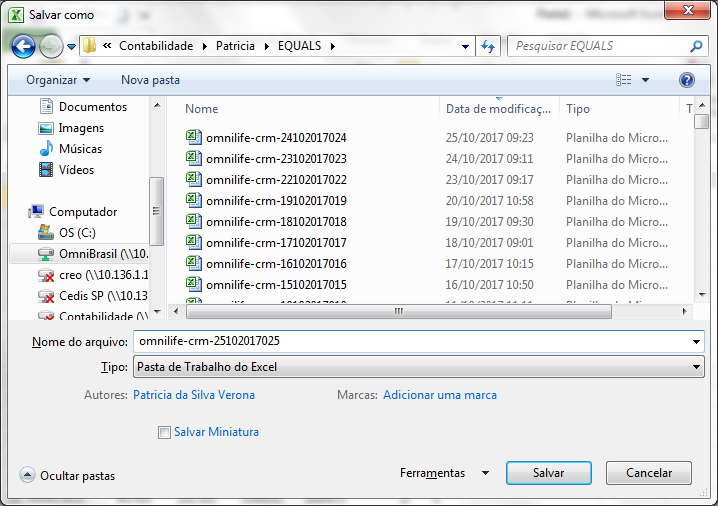 Salvar como
« Contabilidade ▸ Patricia ▸ EQUALS ▸
Pesquisar EQUALS
Organizar ▾ Nova pasta
Documentos
Imagens
Músicas
Vídeos
Computador
OS (C:)
OmniBrasil (\\10
creo (\\10.136.1.1
Cedis SP (\\10.13
Contabilidade (\\
Nome Data de modificaç... Tipo T
omnilife-crm-24102017024 25/10/2017 09:23 Planilha do Micro...
omnilife-crm-23102017023 24/10/2017 09:11 Planilha do Micro...
omnilife-crm-22102017022 23/10/2017 09:17 Planilha do Micro...
omnilife-crm-19102017019 20/10/2017 10:58 Planilha do Micro...
omnilife-crm-18102017018 19/10/2017 09:30 Planilha do Micro...
omnilife-crm-17102017017 18/10/2017 09:01 Planilha do Micro...
omnilife-crm-16102017016 17/10/2017 10:15 Planilha do Micro...
omnilife-crm-15102017015 16/10/2017 10:50 Planilha do Micro...
Nome do arquivo: omnilife-crm-25102017025
Tipo: Pasta de Trabalho do Excel
Autores: Patricia da Silva Verona Marcas: Adicionar uma marca
Salvar Miniatura
Ocultar pastas Ferramentas ▾ Salvar Cancelar